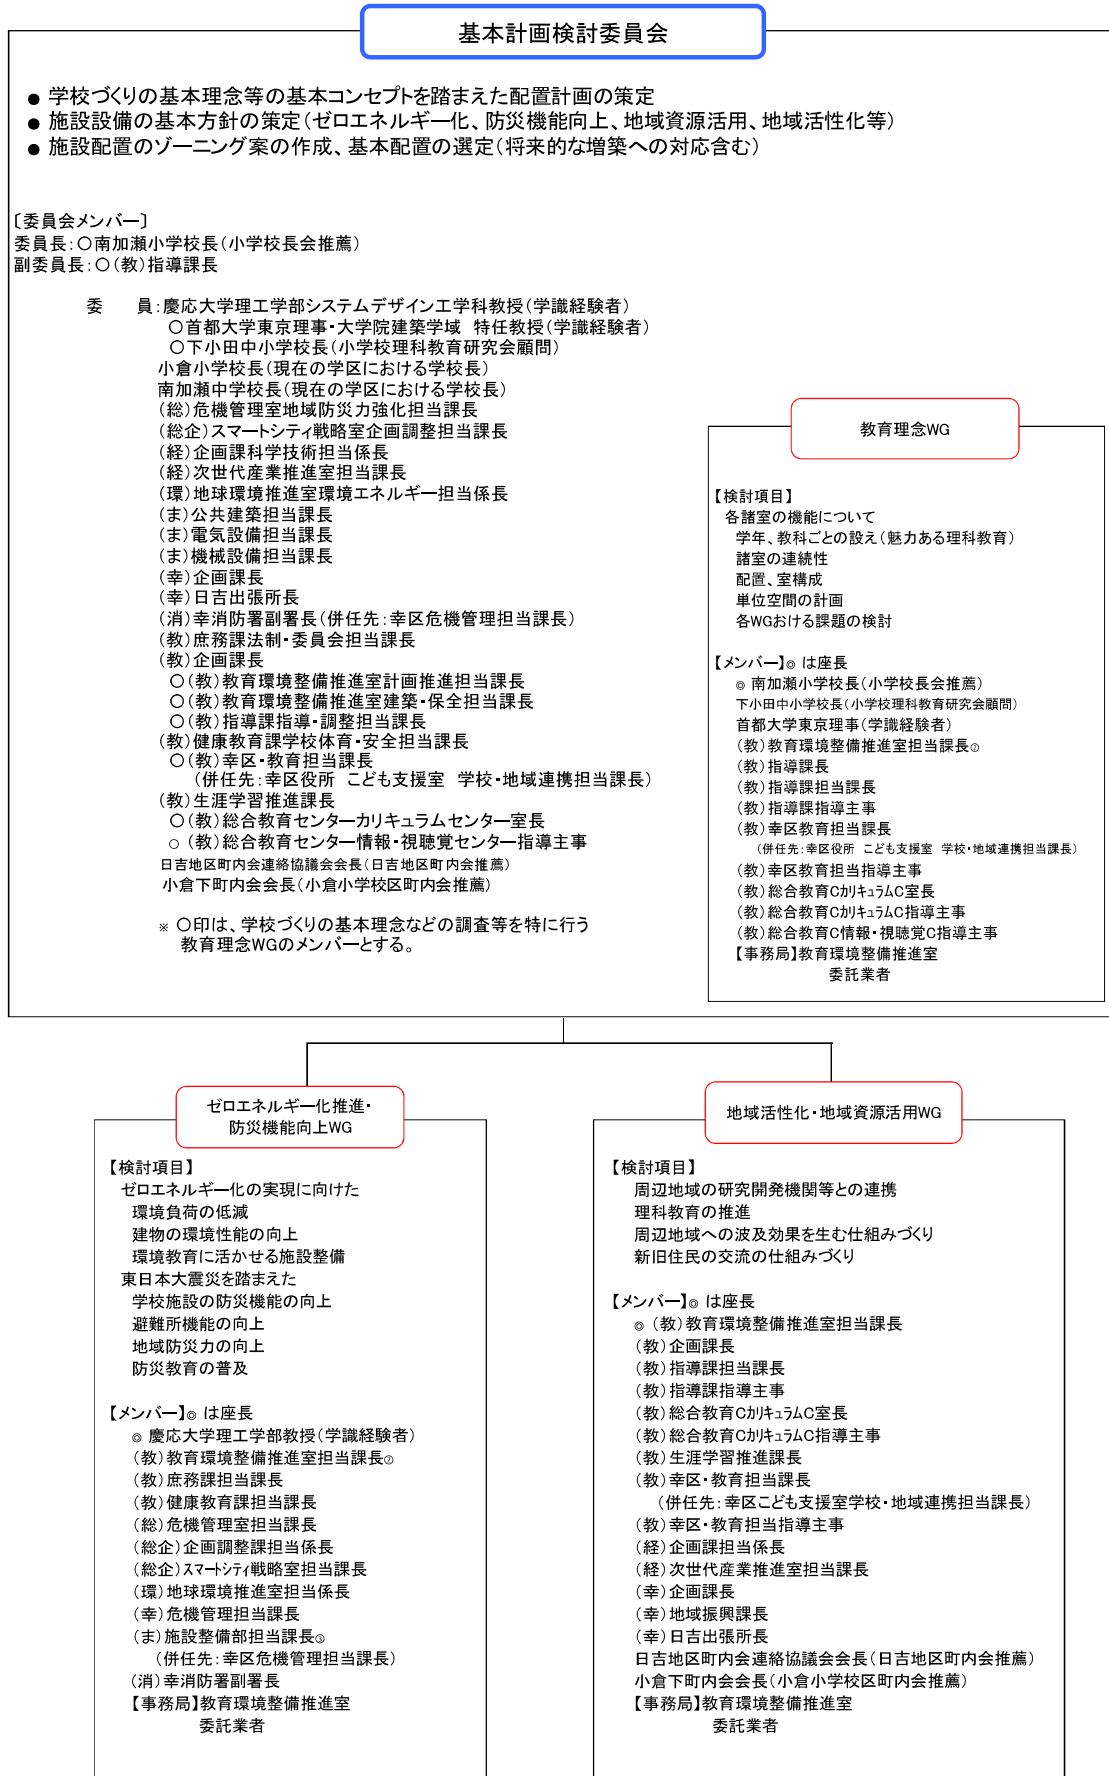 基本計画検討委員会
● 学校づくりの基本理念等の基本コンセプトを踏まえた配置計画の策定
● 施設設備の基本方針の策定(ゼロエネルギー化、防災機能向上、地域資源活用、地域活性化等)
● 施設配置のゾーニング案の作成、基本配置の選定(将来的な増築への対応含む)
〔委員会メンバー〕
委員長:○南加瀬小学校長(小学校長会推薦)
副委員長:○(教)指導課長
委　　員:慶応大学理工学部システムデザイン工学科教授(学識経験者)
○首都大学東京理事・大学院建築学域　特任教授(学識経験者)
○下小田中小学校長(小学校理科教育研究会顧問)
小倉小学校長(現在の学区における学校長)
南加瀬中学校長(現在の学区における学校長)
(総)危機管理室地域防災力強化担当課長
(総企)スマートシティ戦略室企画調整担当課長
(経)企画課科学技術担当係長
(経)次世代産業推進室担当課長
(環)地球環境推進室環境エネルギー担当係長
(ま)公共建築担当課長
(ま)電気設備担当課長
(ま)機械設備担当課長
(幸)企画課長
(幸)日吉出張所長
(消)幸消防署副署長(併任先:幸区危機管理担当課長)
(教)庶務課法制・委員会担当課長
(教)企画課長
○(教)教育環境整備推進室計画推進担当課長
○(教)教育環境整備推進室建築・保全担当課長
○(教)指導課指導・調整担当課長
(教)健康教育課学校体育・安全担当課長
○(教)幸区・教育担当課長
(併任先:幸区役所　こども支援室　学校・地域連携担当課長)
(教)生涯学習推進課長
○(教)総合教育センターカリキュラムセンター室長
○(教)総合教育センター情報・視聴覚センター指導主事
日吉地区町内会連絡協議会会長(日吉地区町内会推薦)
小倉下町内会会長(小倉小学校区町内会推薦)
※ ○印は、学校づくりの基本理念などの調査等を特に行う
教育理念WGのメンバーとする。
教育理念WG
【検討項目】
各諸室の機能について
学年、教科ごとの設え(魅力ある理科教育)
諸室の連続性
配置、室構成
単位空間の計画
各WGおける課題の検討
【メンバー】◎ は座長
◎ 南加瀬小学校長(小学校長会推薦)
下小田中小学校長(小学校理科教育研究会顧問)
首都大学東京理事(学識経験者)
(教)教育環境整備推進室担当課長②
(教)指導課長
(教)指導課担当課長
(教)指導課指導主事
(教)幸区教育担当課長
(併任先:幸区役所　こども支援室　学校・地域連携担当課長)
(教)幸区教育担当指導主事
(教)総合教育CｶﾘｷｭﾗﾑC室長
(教)総合教育CｶﾘｷｭﾗﾑC指導主事
(教)総合教育C情報・視聴覚C指導主事
【事務局】教育環境整備推進室
委託業者
ゼロエネルギー化推進・
防災機能向上WG
【検討項目】
ゼロエネルギー化の実現に向けた
環境負荷の低減
建物の環境性能の向上
環境教育に活かせる施設整備
東日本大震災を踏まえた
学校施設の防災機能の向上
避難所機能の向上
地域防災力の向上
防災教育の普及
【メンバー】◎ は座長
◎ 慶応大学理工学部教授(学識経験者)
(教)教育環境整備推進室担当課長②
(教)庶務課担当課長
(教)健康教育課担当課長
(総)危機管理室担当課長
(総企)企画調整課担当係長
(総企)ｽﾏｰﾄｼﾃｨ戦略室担当課長
(環)地球環境推進室担当係長
(幸)危機管理担当課長
(ま)施設整備部担当課長③
(併任先:幸区危機管理担当課長)
(消)幸消防署副署長
【事務局】教育環境整備推進室
委託業者
地域活性化・地域資源活用WG
【検討項目】
周辺地域の研究開発機関等との連携
理科教育の推進
周辺地域への波及効果を生む仕組みづくり
新旧住民の交流の仕組みづくり
【メンバー】◎ は座長
◎ (教)教育環境整備推進室担当課長
(教)企画課長
(教)指導課担当課長
(教)指導課指導主事
(教)総合教育CｶﾘｷｭﾗﾑC室長
(教)総合教育CｶﾘｷｭﾗﾑC指導主事
(教)生涯学習推進課長
(教)幸区・教育担当課長
(併任先:幸区こども支援室学校・地域連携担当課長)
(教)幸区・教育担当指導主事
(経)企画課担当係長
(経)次世代産業推進室担当課長
(幸)企画課長
(幸)地域振興課長
(幸)日吉出張所長
日吉地区町内会連絡協議会会長(日吉地区町内会推薦)
小倉下町内会会長(小倉小学校区町内会推薦)
【事務局】教育環境整備推進室
委託業者